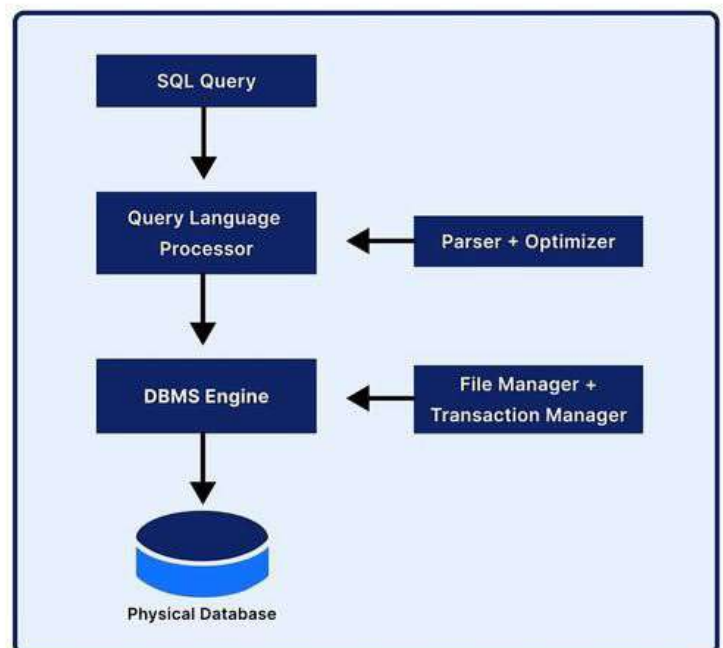 SQL Query
Query Language
Processor
Parser + Optimizer
DBMS Engine
File Manager +
Transaction Manager
Physical Database